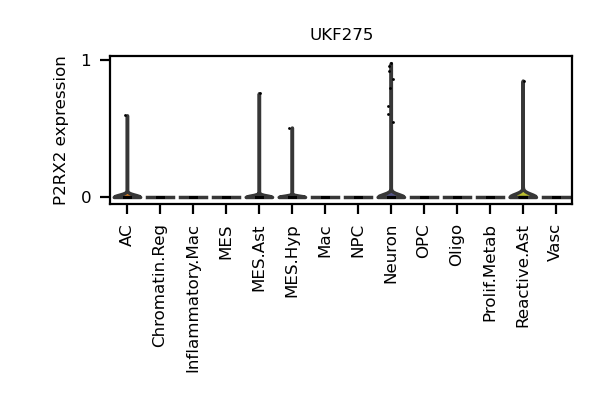 UKF275
P2RX2 expression
1
0
AC
Chromatin.Reg
Inflammatory.Mac
MES
MES.Ast
MES.Hyp
Mac
NPC
Neuron
OPC
Oligo
Prolif.Metab
Reactive.Ast
Vasc